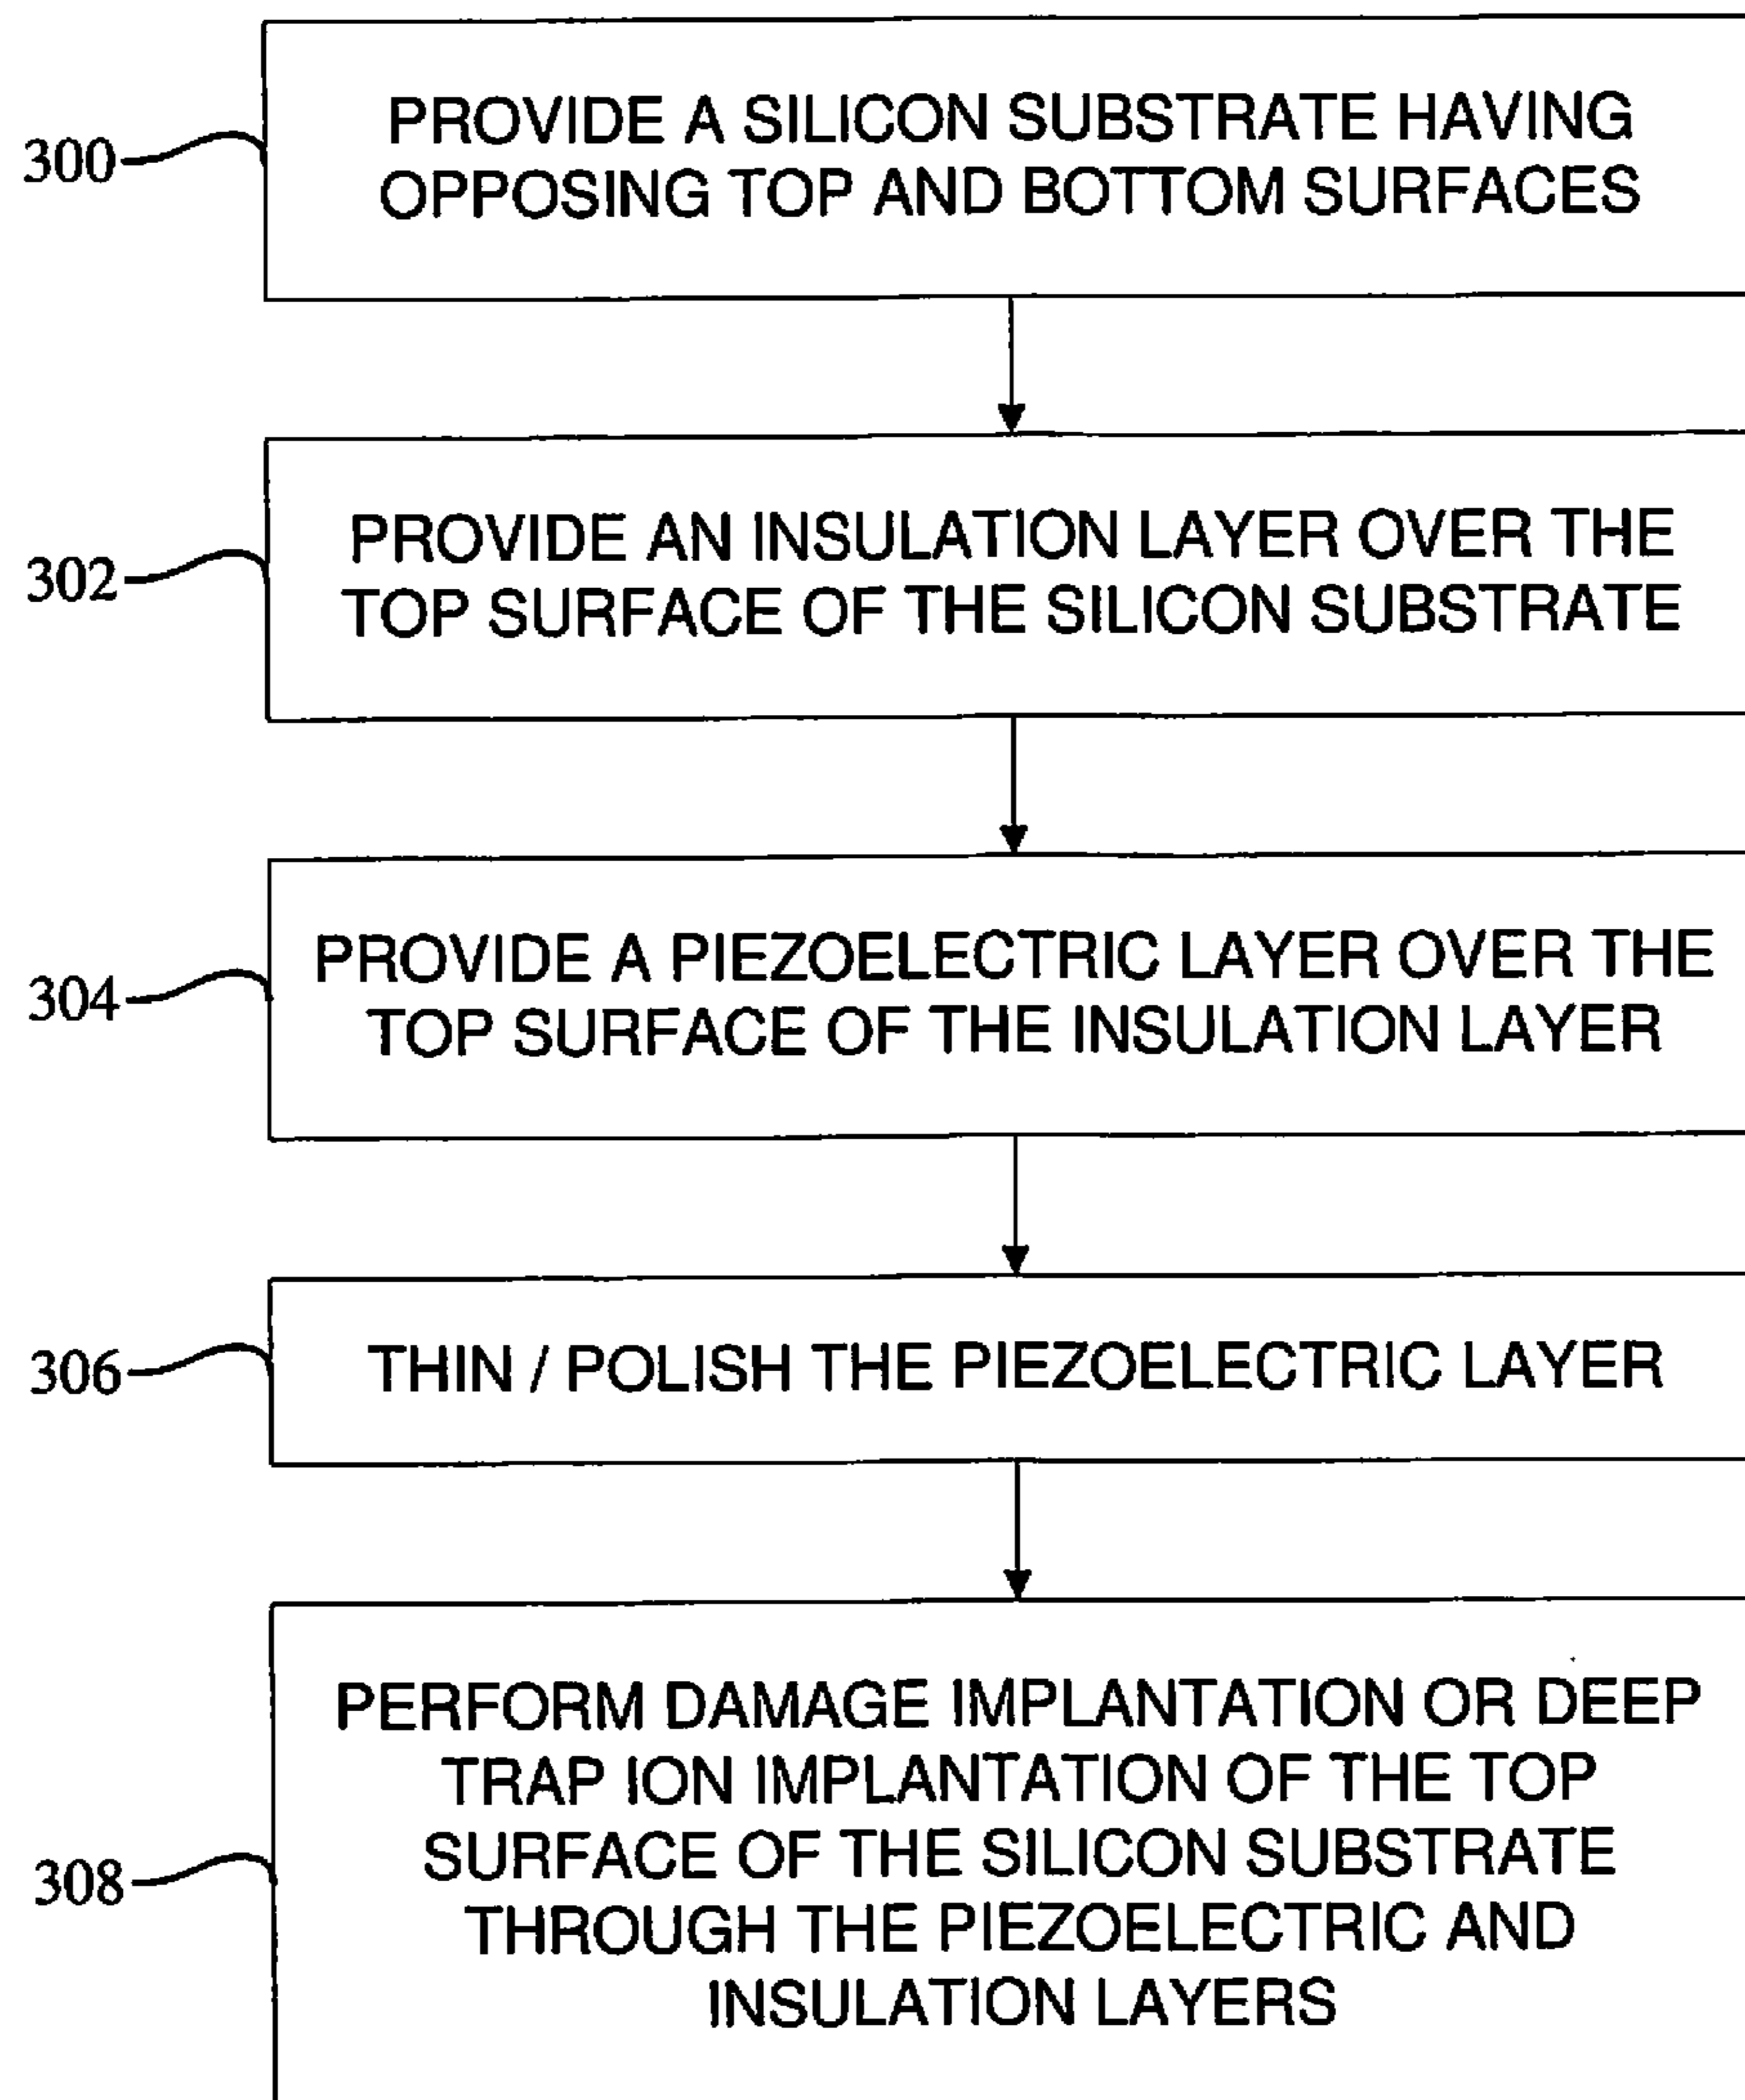 300
PROVIDE A SILICON SUBSTRATE HAVING
OPPOSING TOP AND BOTTOM SURFACES
302
PROVIDE AN INSULATION LAYER OVER THE
TOP SURFACE OF THE SILICON SUBSTRATE
304
PROVIDE A PIEZOELECTRIC LAYER OVER THE
TOP SURFACE OF THE INSULATION LAYER
306
THIN / POLISH THE PIEZOELECTRIC LAYER
308
PERFORM DAMAGE IMPLANTATION OR DEEP
TRAP ION IMPLANTATION OF THE TOP
SURFACE OF THE SILICON SUBSTRATE
THROUGH THE PIEZOELECTRIC AND
INSULATION LAYERS